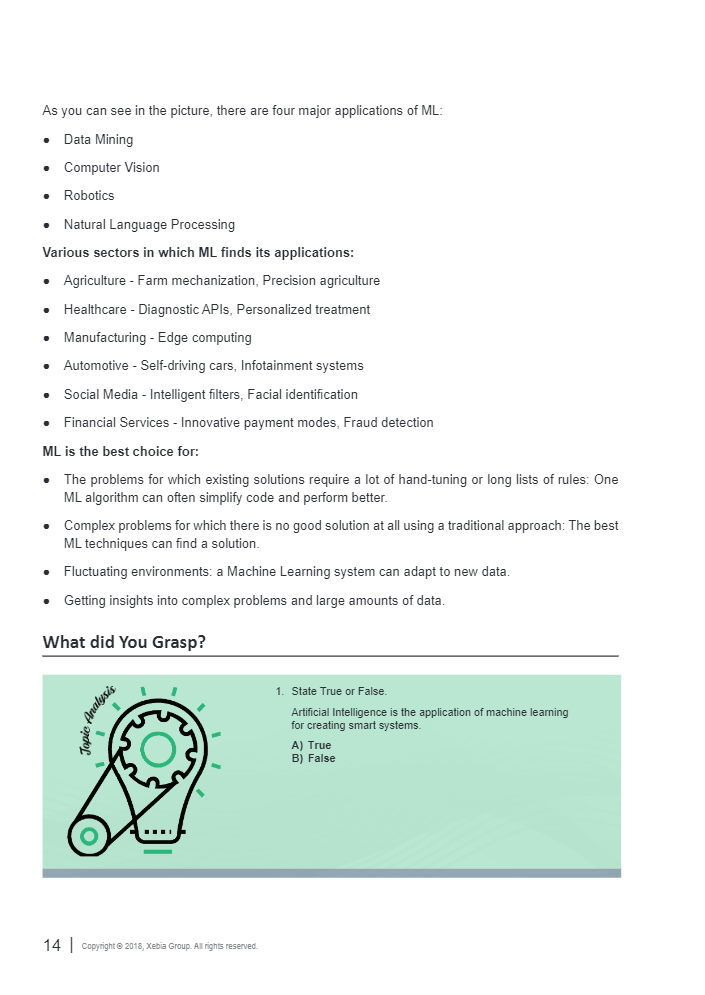 As you can see in the picture, there are four major applications of ML:
● Data Mining
● Computer Vision
● Robotics
● Natural Language Processing
Various sectors in which ML finds its applications:
● Agriculture - Farm mechanization, Precision agriculture
● Healthcare - Diagnostic APIs, Personalized treatment
● Manufacturing - Edge computing
● Automotive - Self-driving cars, Infotainment systems
● Social Media - Intelligent filters, Facial identification
● Financial Services - Innovative payment modes, Fraud detection
ML is the best choice for:
● The problems for which existing solutions require a lot of hand-tuning or long lists of rules: One
ML algorithm can often simplify code and perform better.
● Complex problems for which there is no good solution at all using a traditional approach: The best
ML techniques can find a solution.
● Fluctuating environments: a Machine Learning system can adapt to new data.
● Getting insights into complex problems and large amounts of data.
What did You Grasp?
Topic Analysis
1. State True or False.
Artificial Intelligence is the application of machine learning
for creating smart systems.
A) True
B) False
14 | Copyright © 2018, Xebia Group. All rights reserved.